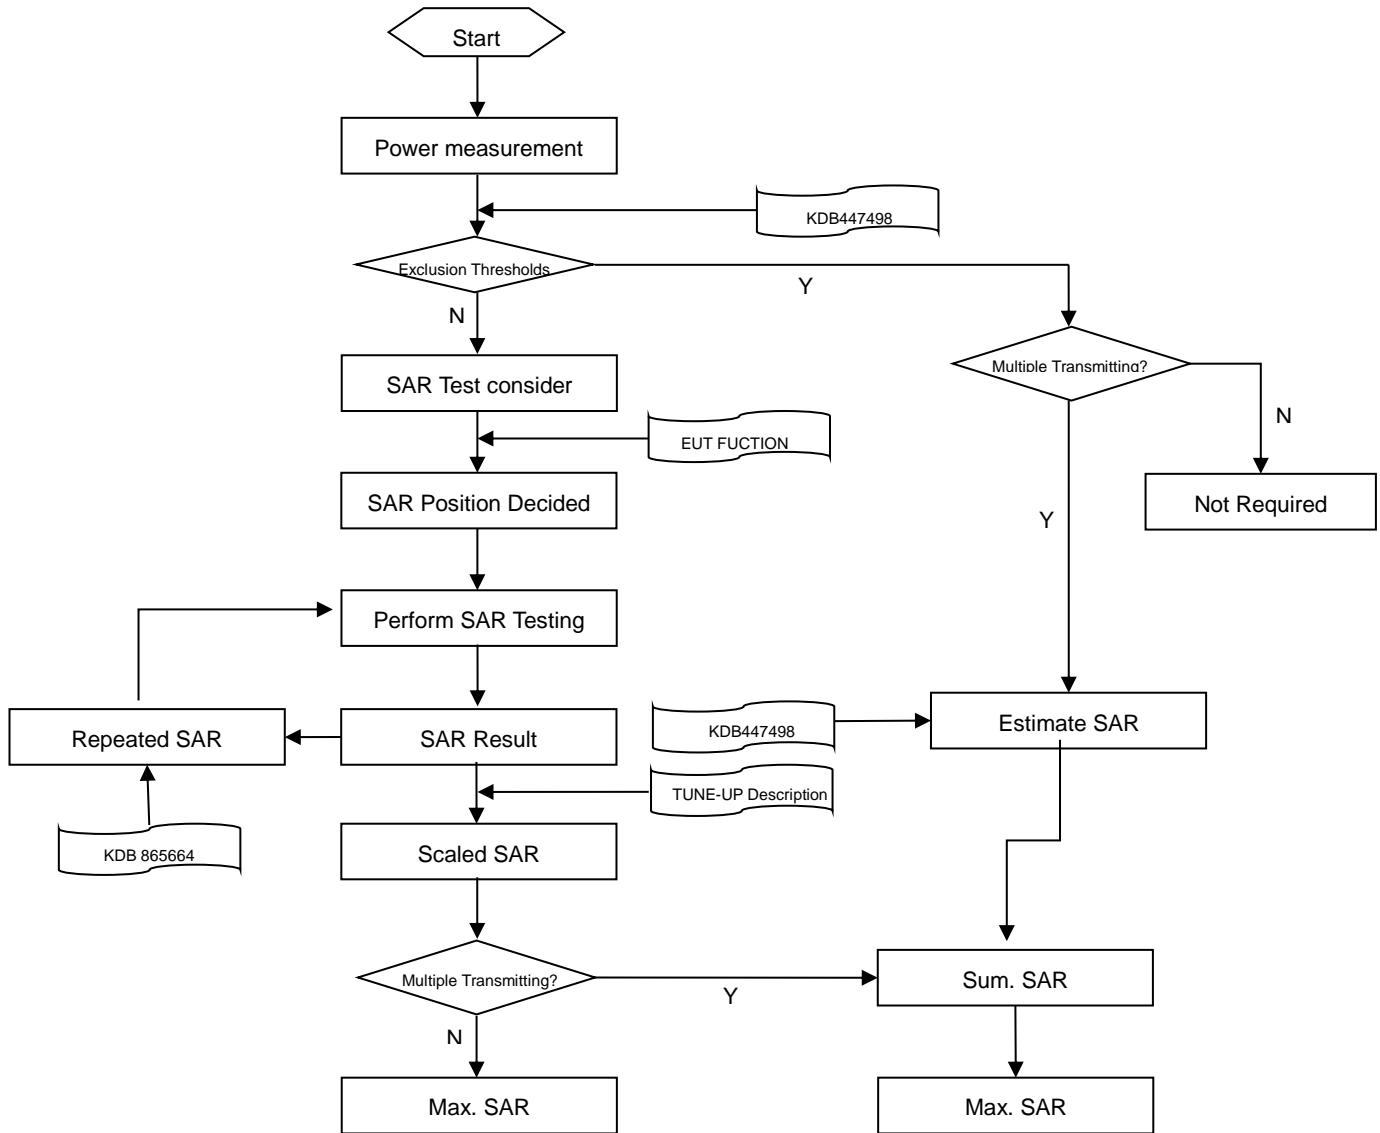 Start
Power measurement
KDB447498
Exclusion Thresholds
Y
N
Multiple Transmitting?
SAR Test consider
N
EUT FUCTION
SAR Position Decided
Not Required
Y
Perform SAR Testing
Repeated SAR
SAR Result
KDB447498
Estimate SAR
TUNE-UP Description
KDB 865664
Scaled SAR
Multiple Transmitting?
Y
Sum. SAR
N
Max. SAR
Max. SAR